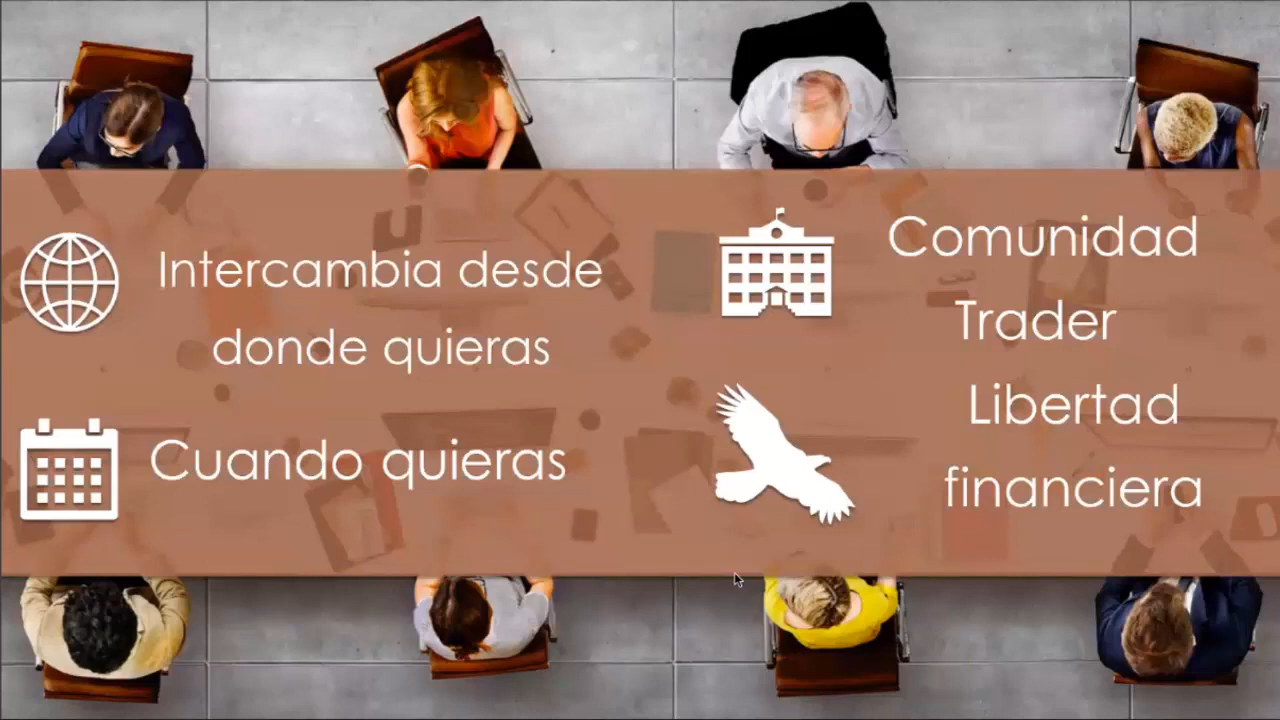 Intercambia desde
donde quieras
Cuando quieras
Comunidad
Trader
Libertad
financiera